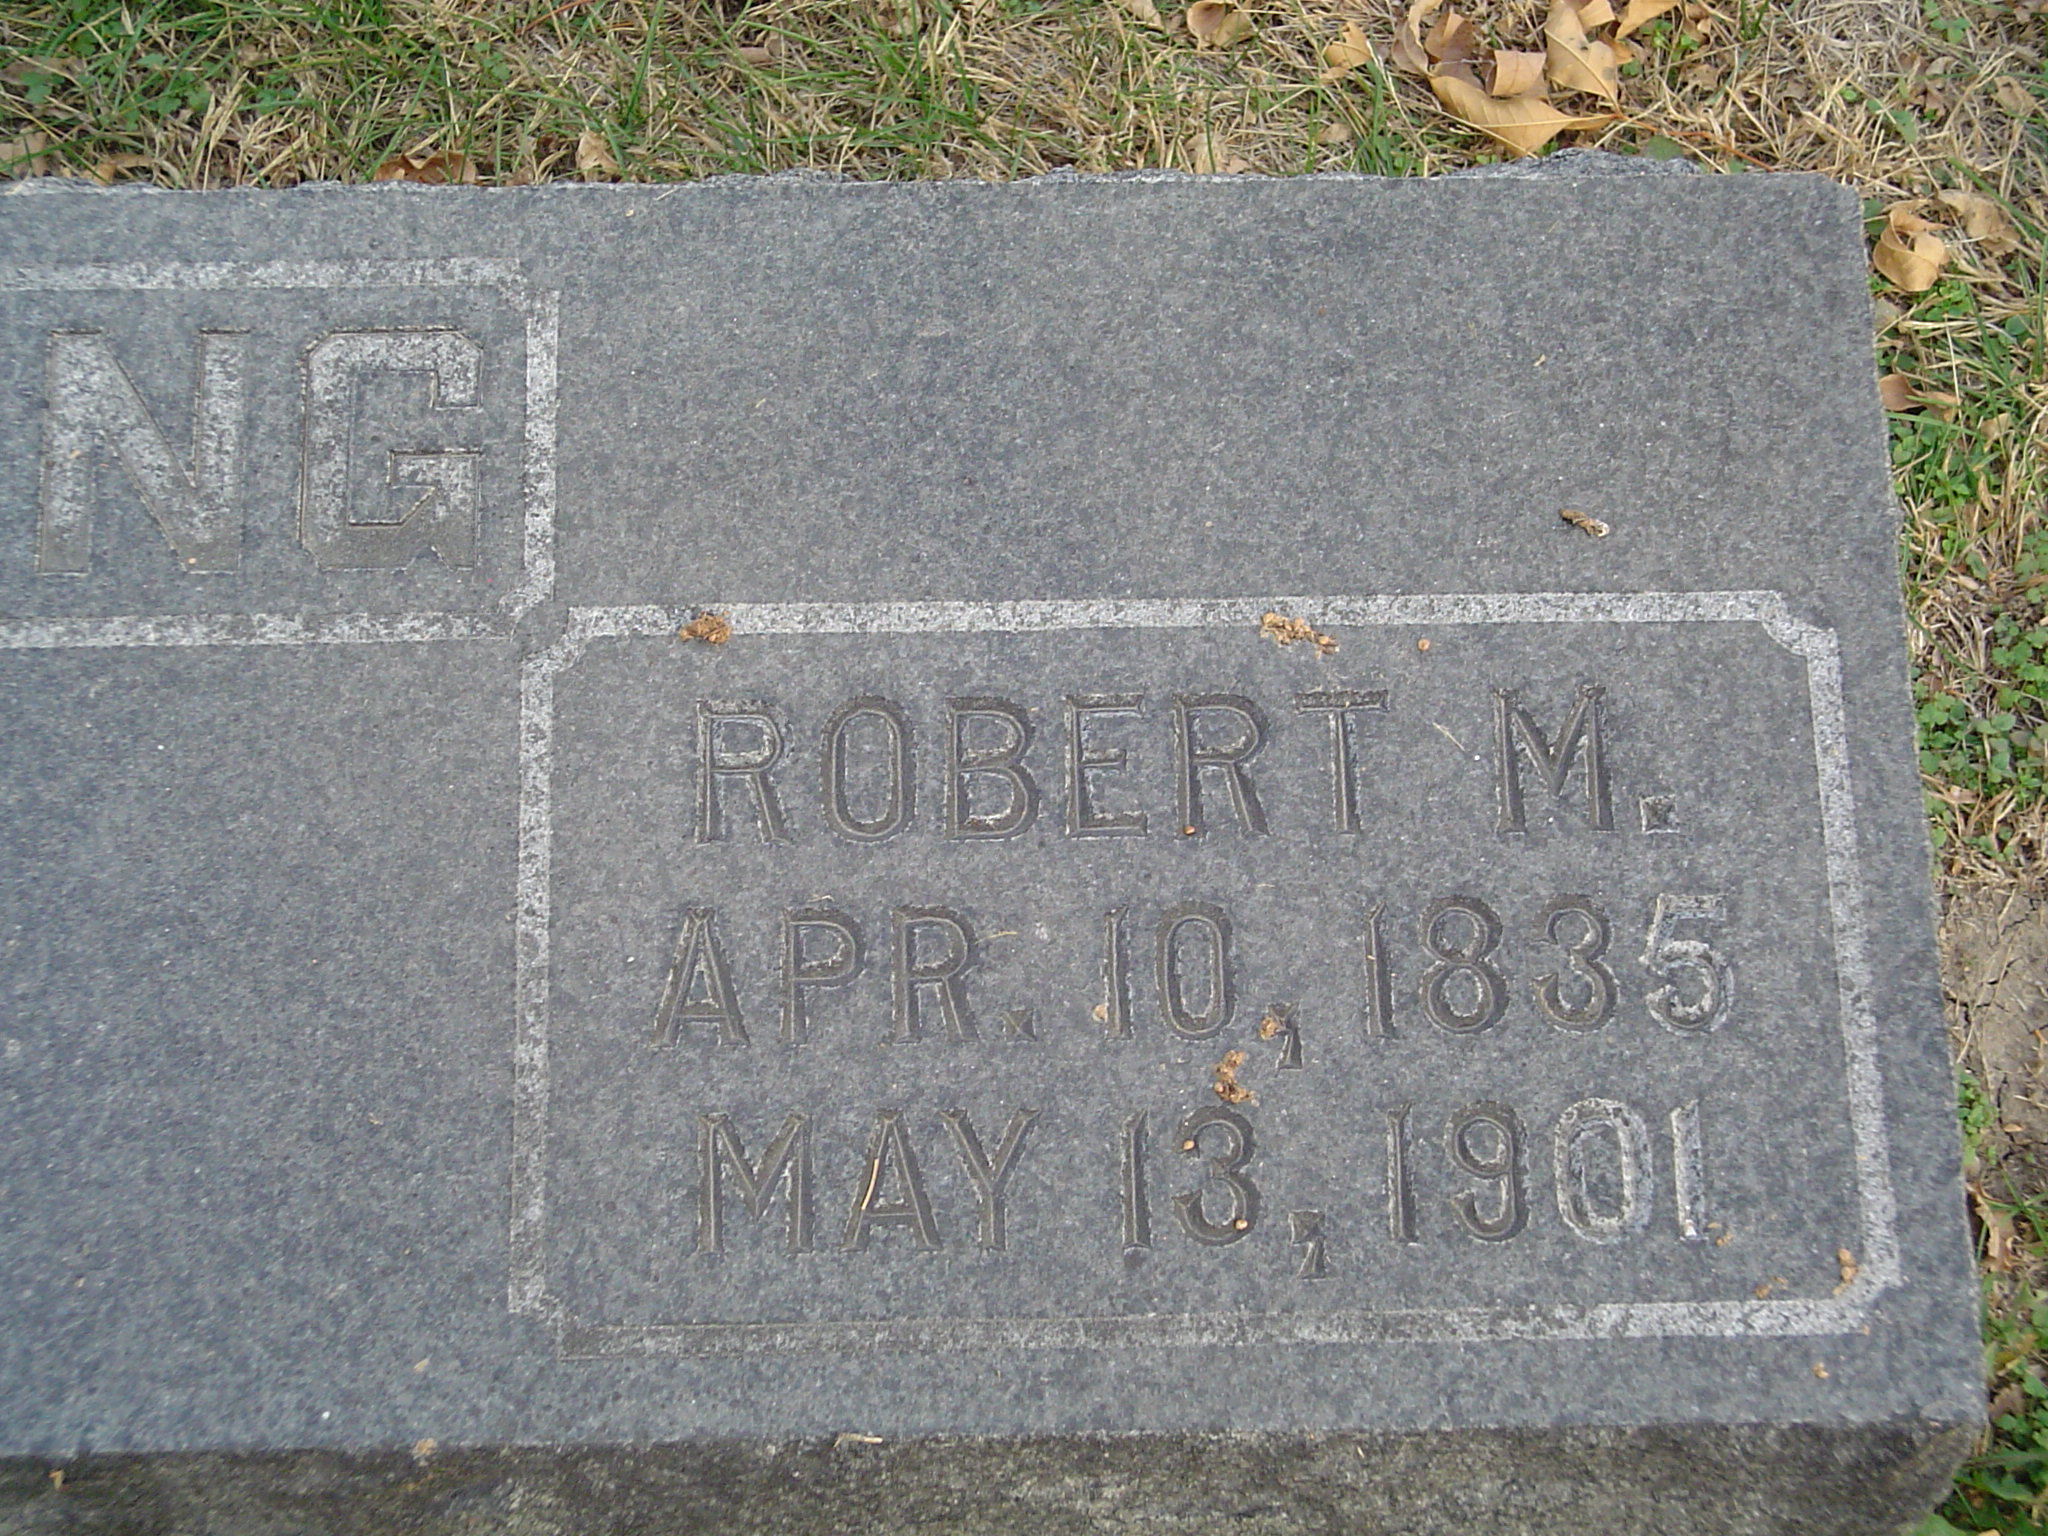 NG
ROBERT M.
APR. 10, 1835
MAY 13, 1901